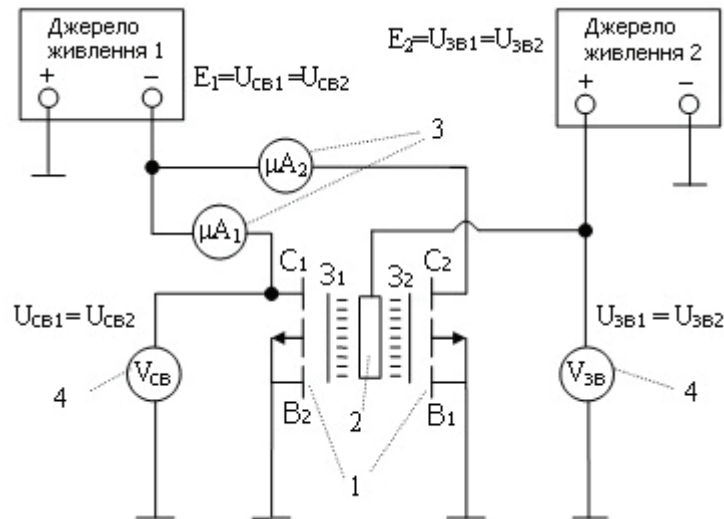 Джерело
живлення 1
+ −
E₁=U_СВ1=U_СВ2
E₂=U_ЗВ1=U_ЗВ2
Джерело
живлення 2
+ −
3
μA₂
μA₁
C₁ З₁ З₂ C₂
U_СВ1 = U_СВ2
U_ЗВ1 = U_ЗВ2
4
V_СВ
V_ЗВ
4
B₂ 2 B₁
1